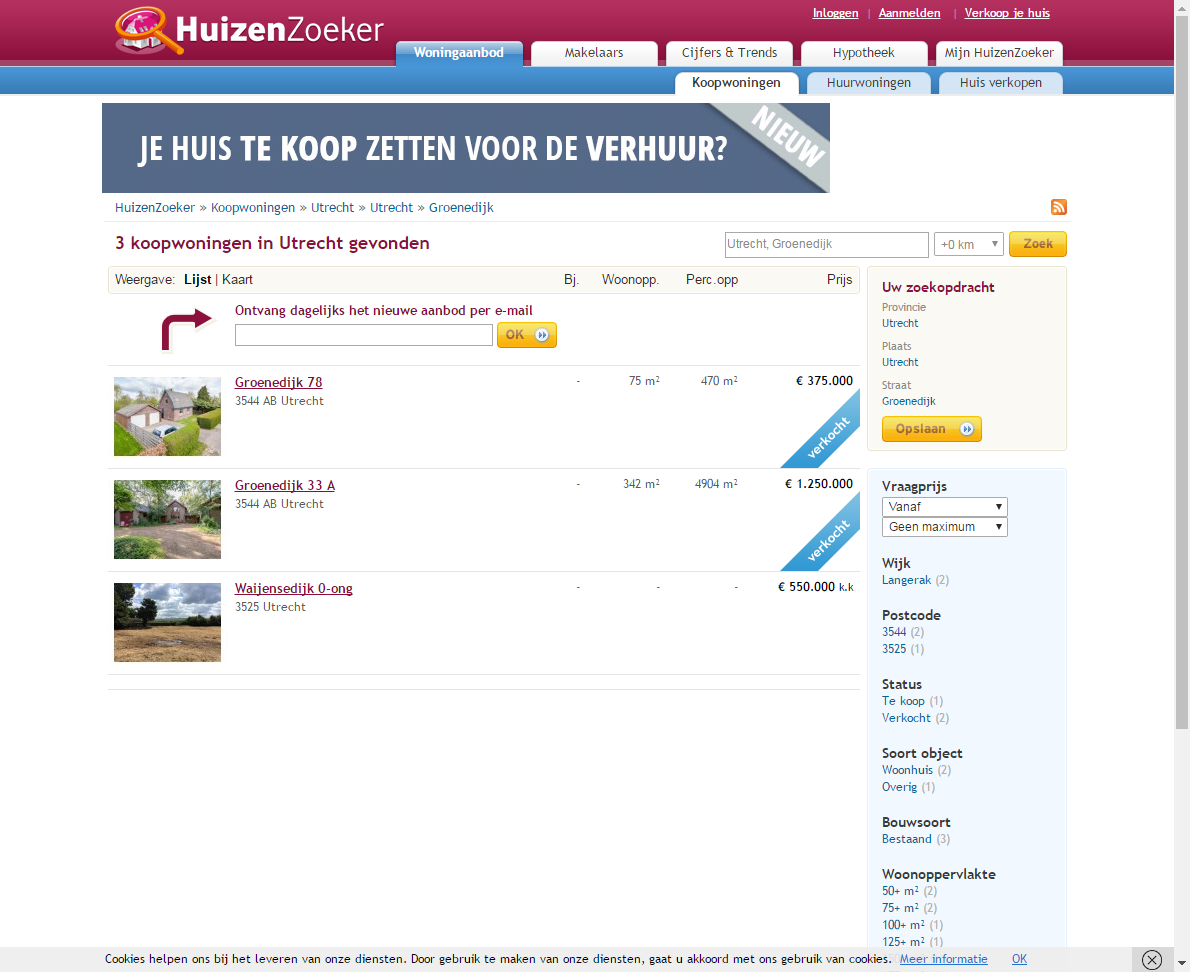 Inloggen | Aanmelden | Verkoop je huis
HuizenZoeker
Woningaanbod Makelaars Cijfers & Trends Hypotheek Mijn HuizenZoeker
Koopwoningen Huurwoningen Huis verkopen
JE HUIS TE KOOP ZETTEN VOOR DE VERHUUR?
NIEUW
HuizenZoeker » Koopwoningen » Utrecht » Utrecht » Groenedijk
3 koopwoningen in Utrecht gevonden
Utrecht, Groenedijk +0 km Zoek
Weergave: Lijst | Kaart Bj. Woonopp. Perc.opp Prijs
Ontvang dagelijks het nieuwe aanbod per e-mail
OK
Groenedijk 78 - 75 m² 470 m² € 375.000
3544 AB Utrecht
verkocht
Groenedijk 33 A - 342 m² 4904 m² € 1.250.000
3544 AB Utrecht
verkocht
Waijensedijk 0-ong - - - € 550.000 k.k
3525 Utrecht
Uw zoekopdracht
Provincie
Utrecht
Plaats
Utrecht
Straat
Groenedijk
Opslaan
Vraagprijs
Vanaf
Geen maximum
Wijk
Langerak (2)
Postcode
3544 (2)
3525 (1)
Status
Te koop (1)
Verkocht (2)
Soort object
Woonhuis (2)
Overig (1)
Bouwsoort
Bestaand (3)
Woonoppervlakte
50+ m² (2)
75+ m² (2)
100+ m² (1)
125+ m² (1)
Cookies helpen ons bij het leveren van onze diensten. Door gebruik te maken van onze diensten, gaat u akkoord met ons gebruik van cookies. Meer informatie OK